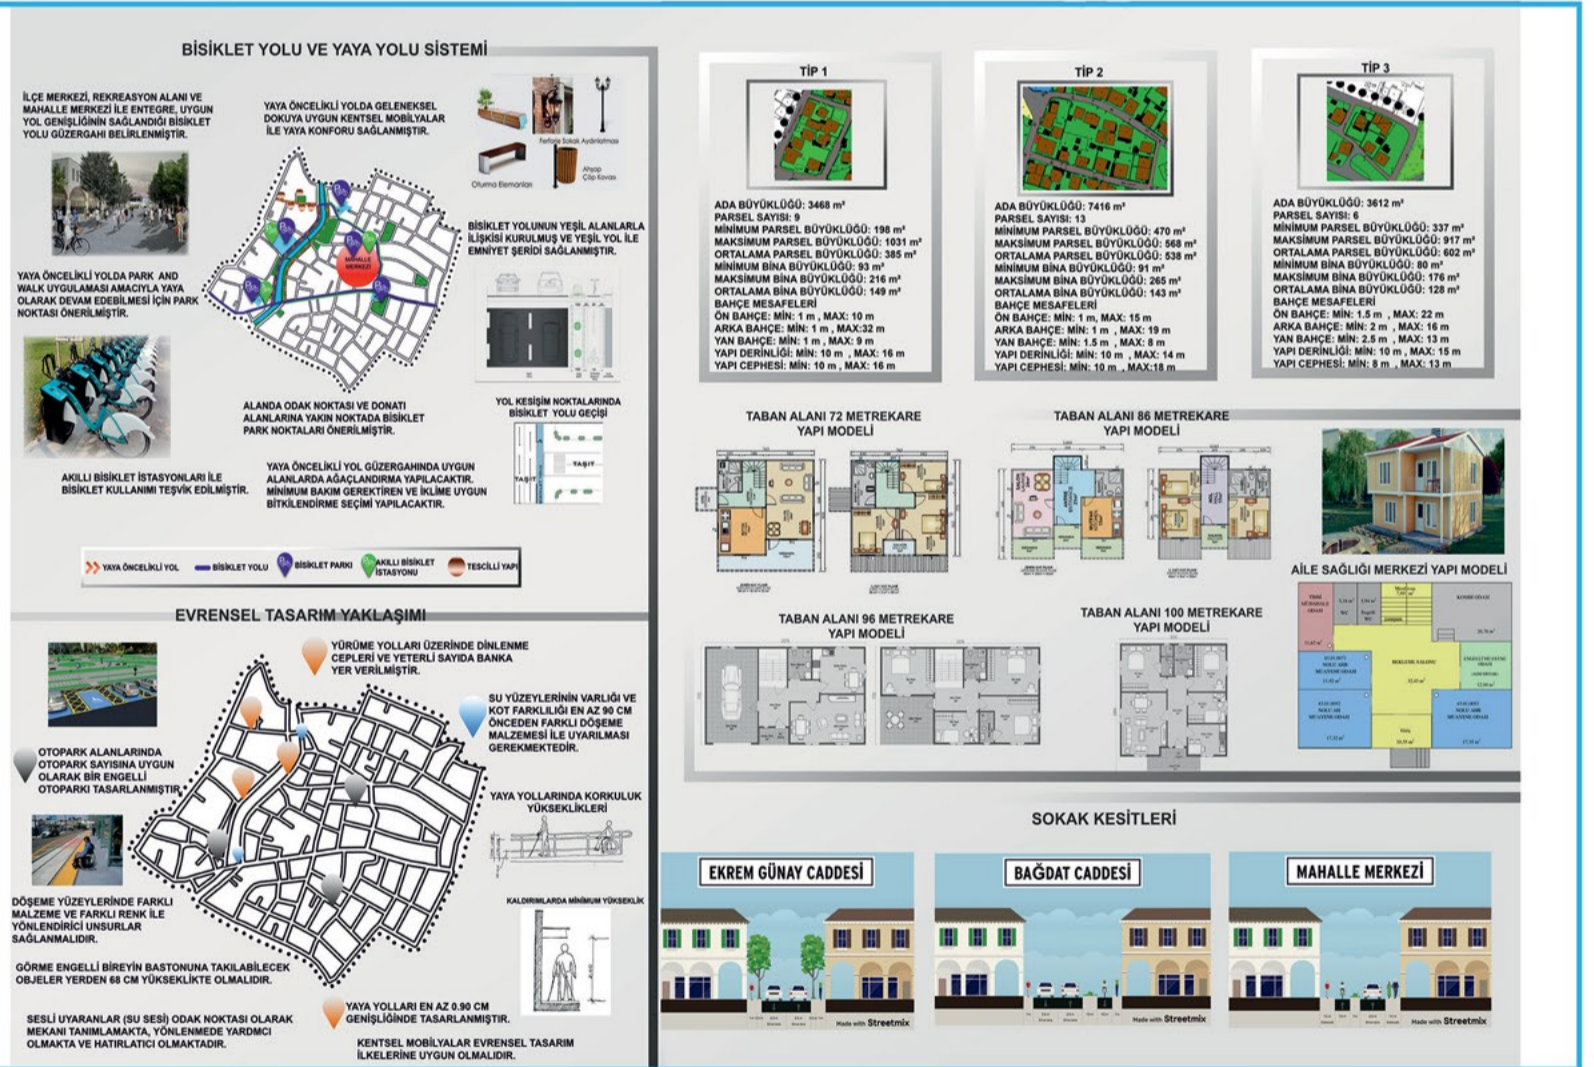 BİSİKLET YOLU VE YAYA YOLU SİSTEMİ
İLÇE MERKEZİ, REKREASYON ALANI VE
MAHALLE MERKEZİ İLE ENTEGRE, UYGUN
YOL GENİŞLİĞİNİN SAĞLANDIĞI BİSİKLET
YOLU GÜZERGAHI BELİRLENMİŞTİR.
YAYA ÖNCELİKLİ YOLDA GELENEKSEL
DOKUYA UYGUN KENTSEL MOBİLYALAR
İLE YAYA KONFORU SAĞLANMIŞTIR.
Ferforje Sokak Aydınlatması
Oturma Elemanları
Ahşap
Çöp Kovası
BİSİKLET YOLUNUN YEŞİL ALANLARLA
İLİŞKİSİ KURULMUŞ VE YEŞİL YOL İLE
EMNİYET ŞERİDİ SAĞLANMIŞTIR.
MAHALLE
MERKEZİ
YAYA ÖNCELİKLİ YOLDA PARK AND
WALK UYGULAMASI AMACIYLA YAYA
OLARAK DEVAM EDEBİLMESİ İÇİN PARK
NOKTASI ÖNERİLMİŞTİR.
ALANDA ODAK NOKTASI VE DONATI
ALANLARINA YAKIN NOKTADA BİSİKLET
PARK NOKTALARI ÖNERİLMİŞTİR.
YOL KESİŞİM NOKTALARINDA
BİSİKLET YOLU GEÇİŞİ
TAŞIT
TAŞIT
AKILLI BİSİKLET İSTASYONLARI İLE
BİSİKLET KULLANIMI TEŞVİK EDİLMİŞTİR.
YAYA ÖNCELİKLİ YOL GÜZERGAHINDA UYGUN
ALANLARDA AĞAÇLANDIRMA YAPILACAKTIR.
MİNİMUM BAKIM GEREKTİREN VE İKLİME UYGUN
BİTKİLENDİRME SEÇİMİ YAPILACAKTIR.
YAYA ÖNCELİKLİ YOL
BİSİKLET YOLU
BİSİKLET PARKI
AKILLI BİSİKLET
İSTASYONU
TESCİLLİ YAPI
EVRENSEL TASARIM YAKLAŞIMI
YÜRÜME YOLLARI ÜZERİNDE DİNLENME
CEPLERİ VE YETERLİ SAYIDA BANKA
YER VERİLMİŞTİR.
SU YÜZEYLERİNİN VARLIĞI VE
KOT FARKLILIĞI EN AZ 90 CM
ÖNCEDEN FARKLI DÖŞEME
MALZEMESİ İLE UYARILMASI
GEREKMEKTEDİR.
OTOPARK ALANLARINDA
OTOPARK SAYISINA UYGUN
OLARAK BİR ENGELLİ
OTOPARKI TASARLANMIŞTIR.
YAYA YOLLARINDA KORKULUK
YÜKSEKLİKLERİ
DÖŞEME YÜZEYLERİNDE FARKLI
MALZEME VE FARKLI RENK İLE
YÖNLENDİRİCİ UNSURLAR
SAĞLANMALIDIR.
KALDIRIMLARDA MİNİMUM YÜKSEKLİK
GÖRME ENGELLİ BİREYİN BASTONUNA TAKILABİLECEK
OBJELER YERDEN 68 CM YÜKSEKLİKTE OLMALIDIR.
SESLİ UYARANLAR (SU SESİ) ODAK NOKTASI OLARAK
MEKANI TANIMLAMAKTA, YÖNLENMEDE YARDMCI
OLMAKTA VE HATIRLATICI OLMAKTADIR.
YAYA YOLLARI EN AZ 0.90 CM
GENİŞLİĞİNDE TASARLANMIŞTIR.
KENTSEL MOBİLYALAR EVRENSEL TASARIM
İLKELERİNE UYGUN OLMALIDIR.
TİP 1
ADA BÜYÜKLÜĞÜ: 3468 m²
PARSEL SAYISI: 9
MİNİMUM PARSEL BÜYÜKLÜĞÜ: 198 m²
MAKSİMUM PARSEL BÜYÜKLÜĞÜ: 1031 m²
ORTALAMA PARSEL BÜYÜKLÜĞÜ: 385 m²
MİNİMUM BİNA BÜYÜKLÜĞÜ: 93 m²
MAKSİMUM BİNA BÜYÜKLÜĞÜ: 216 m²
ORTALAMA BİNA BÜYÜKLÜĞÜ: 149 m²
BAHÇE MESAFELERİ
ÖN BAHÇE: MİN: 1 m , MAX: 10 m
ARKA BAHÇE: MİN: 1 m , MAX:32 m
YAN BAHÇE: MİN: 1 m , MAX: 9 m
YAPI DERİNLİĞİ: MİN: 10 m , MAX: 16 m
YAPI CEPHESİ: MİN: 10 m , MAX: 16 m
TİP 2
ADA BÜYÜKLÜĞÜ: 7416 m²
PARSEL SAYISI: 13
MİNİMUM PARSEL BÜYÜKLÜĞÜ: 470 m²
MAKSİMUM PARSEL BÜYÜKLÜĞÜ: 568 m²
ORTALAMA PARSEL BÜYÜKLÜĞÜ: 538 m²
MİNİMUM BİNA BÜYÜKLÜĞÜ: 91 m²
MAKSİMUM BİNA BÜYÜKLÜĞÜ: 265 m²
ORTALAMA BİNA BÜYÜKLÜĞÜ: 143 m²
BAHÇE MESAFELERİ
ÖN BAHÇE: MİN: 1 m, MAX: 15 m
ARKA BAHÇE: MİN: 1 m , MAX: 19 m
YAN BAHÇE: MİN: 1.5 m , MAX: 8 m
YAPI DERİNLİĞİ: MİN: 10 m , MAX: 14 m
YAPI CEPHESİ: MİN: 10 m , MAX:18 m
TİP 3
ADA BÜYÜKLÜĞÜ: 3612 m²
PARSEL SAYISI: 6
MİNİMUM PARSEL BÜYÜKLÜĞÜ: 337 m²
MAKSİMUM PARSEL BÜYÜKLÜĞÜ: 917 m²
ORTALAMA PARSEL BÜYÜKLÜĞÜ: 602 m²
MİNİMUM BİNA BÜYÜKLÜĞÜ: 80 m²
MAKSİMUM BİNA BÜYÜKLÜĞÜ: 176 m²
ORTALAMA BİNA BÜYÜKLÜĞÜ: 128 m²
BAHÇE MESAFELERİ
ÖN BAHÇE: MİN: 1.5 m , MAX: 22 m
ARKA BAHÇE: MİN: 2 m , MAX: 16 m
YAN BAHÇE: MİN: 2.5 m , MAX: 13 m
YAPI DERİNLİĞİ: MİN: 10 m , MAX: 15 m
YAPI CEPHESİ: MİN: 8 m , MAX: 13 m
TABAN ALANI 72 METREKARE
YAPI MODELİ
TABAN ALANI 86 METREKARE
YAPI MODELİ
TABAN ALANI 96 METREKARE
YAPI MODELİ
TABAN ALANI 100 METREKARE
YAPI MODELİ
AİLE SAĞLIĞI MERKEZİ YAPI MODELİ
BEKLEME SALONU
SOKAK KESİTLERİ
EKREM GÜNAY CADDESİ
Made with Streetmix
BAĞDAT CADDESİ
Made with Streetmix
MAHALLE MERKEZİ
Made with Streetmix